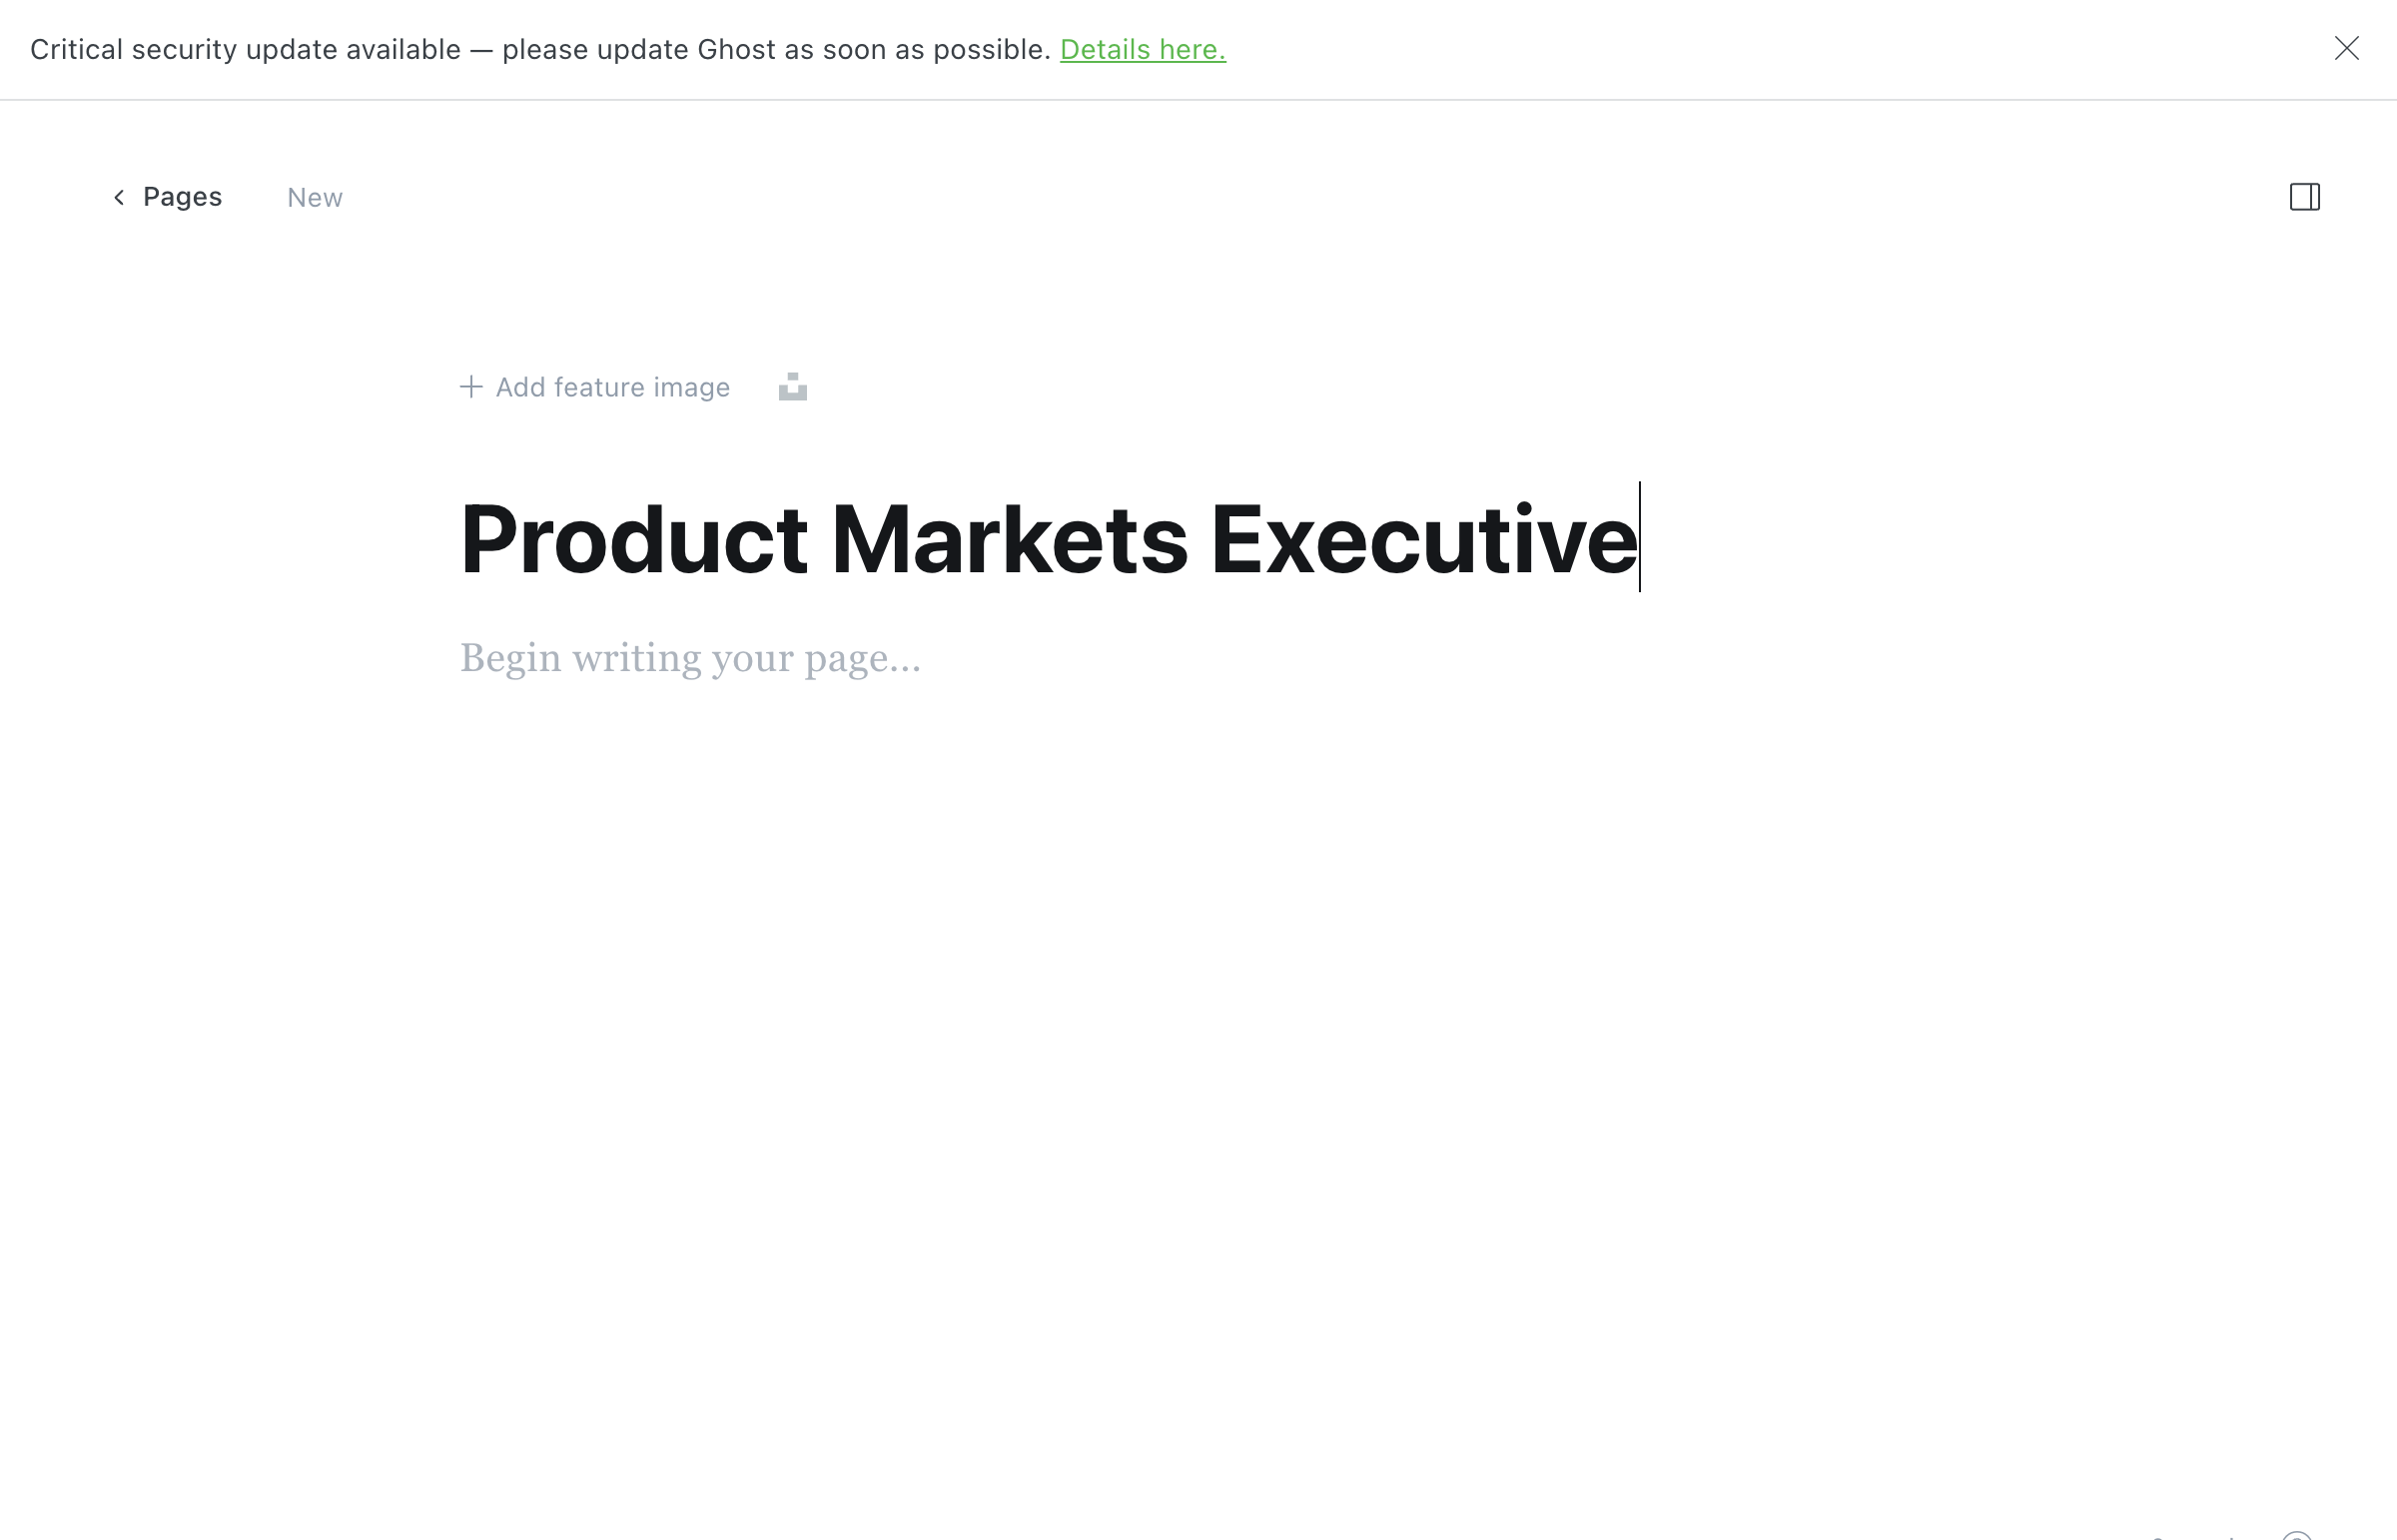 Critical security update available — please update Ghost as soon as possible. Details here.
Pages
New
Add feature image
Product Markets Executive
Begin writing your page...